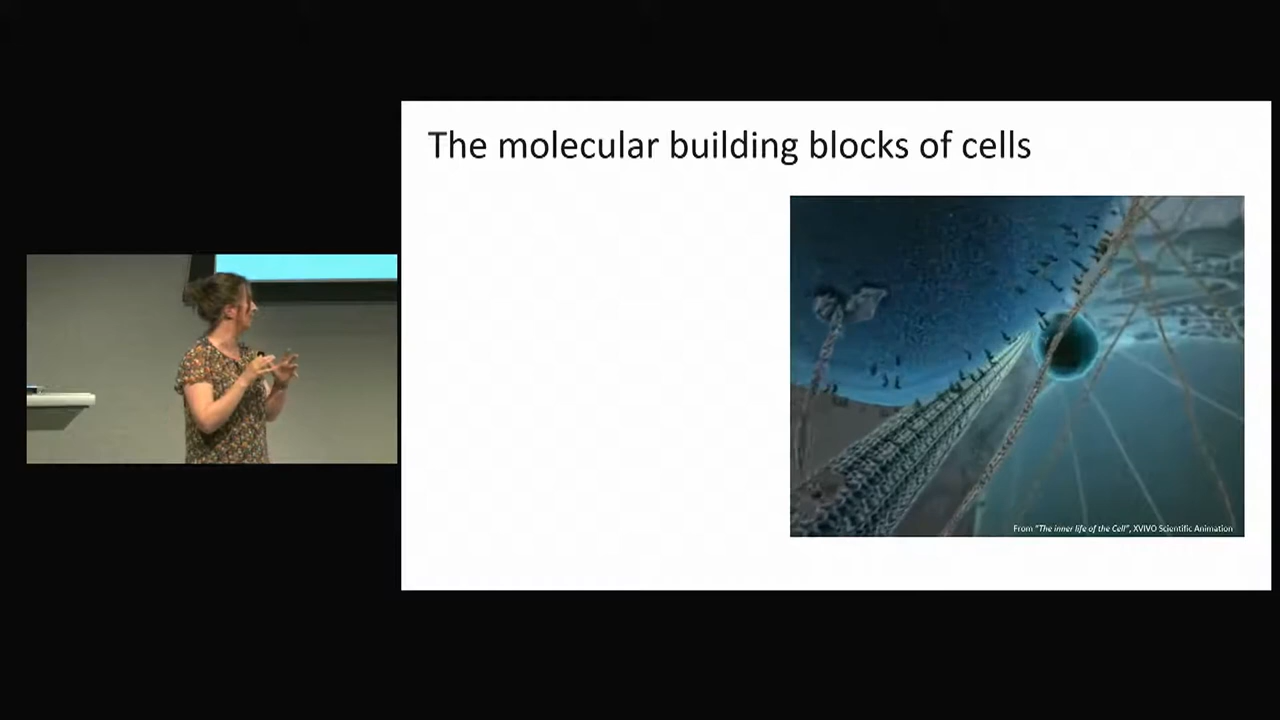 The molecular building blocks of cells
From "The inner life of the Cell", XVIVO Scientific Animation